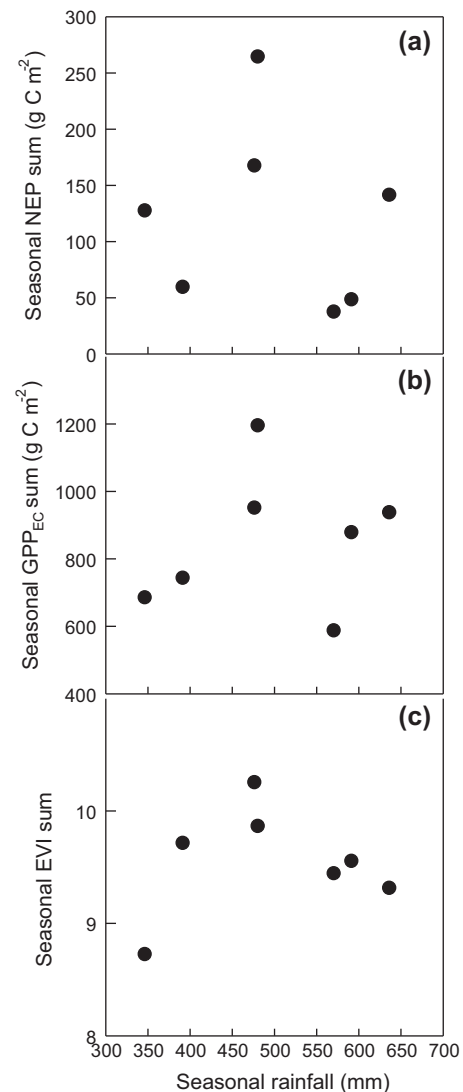 (a)
Seasonal NEP sum (g C m-2)
300
250
200
150
100
50
0
(b)
Seasonal GPPEC sum (g C m-2)
1200
1000
800
600
400
(c)
Seasonal EVI sum
10
9
8
300 350 400 450 500 550 600 650 700
Seasonal rainfall (mm)